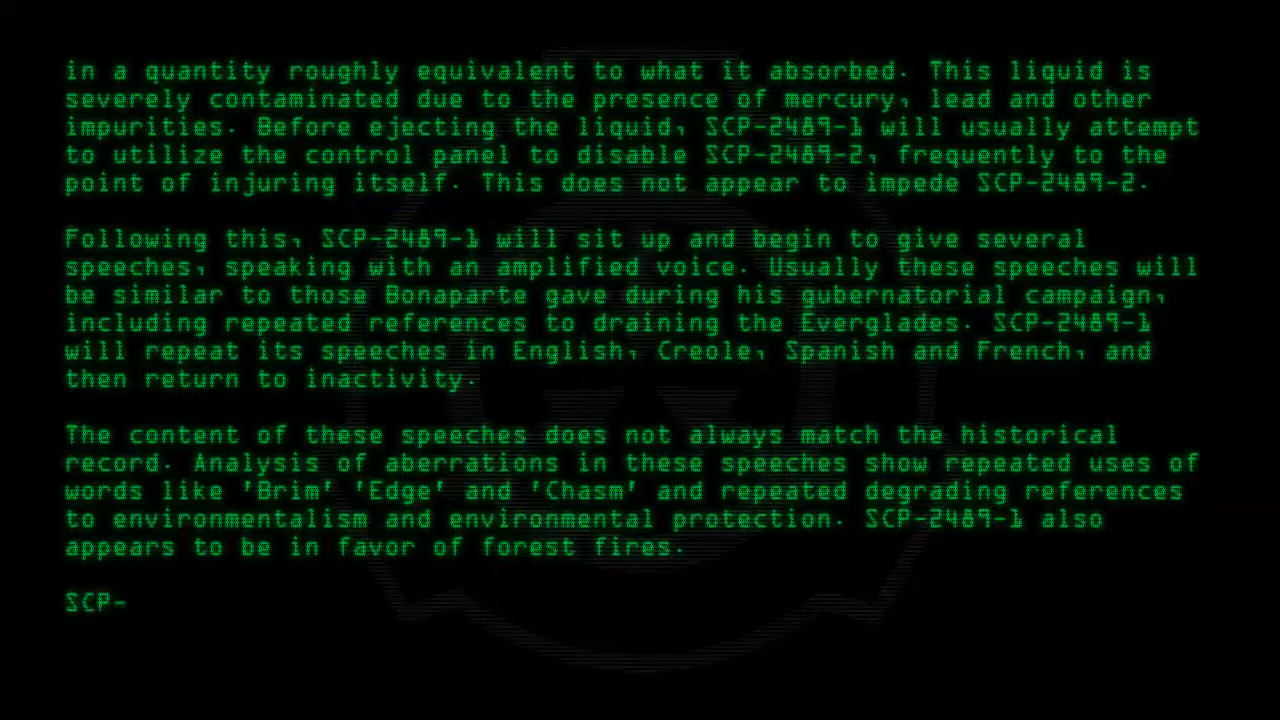 in a quantity roughly equivalent to what it absorbed. This liquid is
severely contaminated due to the presence of mercury, lead and other
impurities. Before ejecting the liquid, SCP-2489-1 will usually attempt
to utilize the control panel to disable SCP-2489-2, frequently to the
point of injuring itself. This does not appear to impede SCP-2489-2.
Following this, SCP-2489-1 will sit up and begin to give several
speeches, speaking with an amplified voice. Usually these speeches will
be similar to those Bonaparte gave during his gubernatorial campaign,
including repeated references to draining the Everglades. SCP-2489-1
will repeat its speeches in English, Creole, Spanish and French, and
then return to inactivity.
The content of these speeches does not always match the historical
record. Analysis of aberrations in these speeches show repeated uses of
words like 'Brim' 'Edge' and 'Chasm' and repeated degrading references
to environmentalism and environmental protection. SCP-2489-1 also
appears to be in favor of forest fires.
SCP-